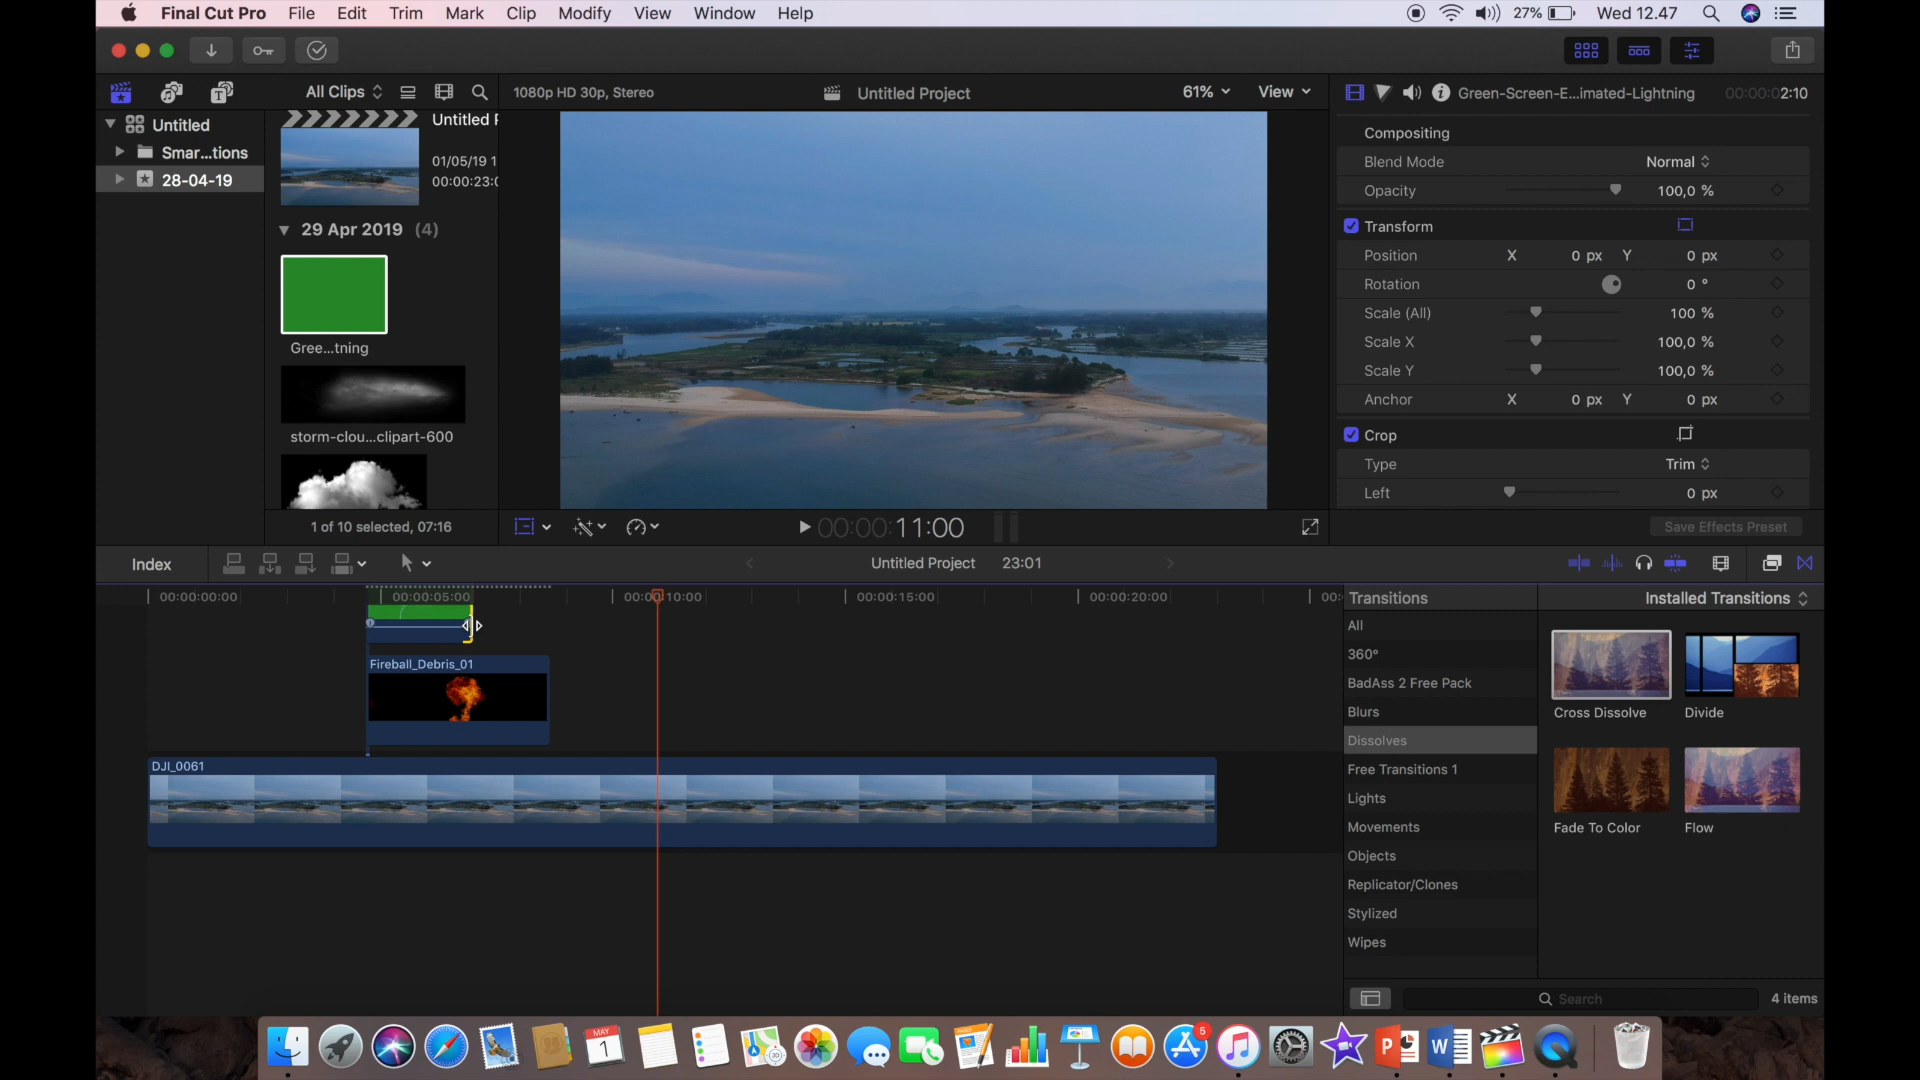 Final Cut Pro File Edit Trim Mark Clip Modify View Window Help 27% Wed 12.47
All Clips 1080p HD 30p, Stereo Untitled Project 61% View Green-Screen-E...imated-Lightning 00:00:02:10
Untitled
Smar...tions
28-04-19
Untitled P
01/05/19 1
00:00:23:0
29 Apr 2019 (4)
Gree...tning
storm-clou...clipart-600
1 of 10 selected, 07:16
00:00:11:00
Compositing
Blend Mode Normal
Opacity 100,0 %
Transform
Position X 0 px Y 0 px
Rotation 0 °
Scale (All) 100 %
Scale X 100,0 %
Scale Y 100,0 %
Anchor X 0 px Y 0 px
Crop
Type Trim
Left 0 px
Save Effects Preset
Index Untitled Project 23:01
00:00:00:00 00:00:05:00 00:00:10:00 00:00:15:00 00:00:20:00 00:
Fireball_Debris_01
DJI_0061
Transitions Installed Transitions
All
360°
BadAss 2 Free Pack
Blurs
Dissolves
Free Transitions 1
Lights
Movements
Objects
Replicator/Clones
Stylized
Wipes
Cross Dissolve Divide
Fade To Color Flow
Search 4 items
MAY
1
5